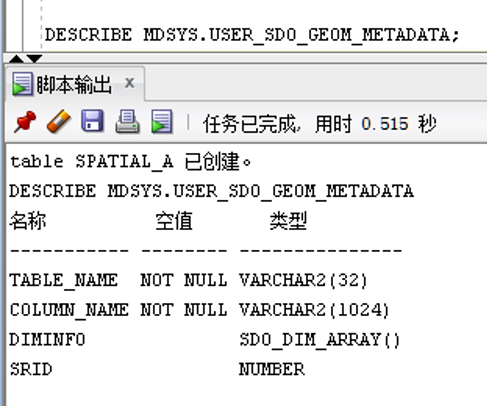 DESCRIBE MDSYS.USER_SDO_GEOM_METADATA;
脚本输出 ×
任务已完成, 用时 0.515 秒
table SPATIAL_A 已创建。
DESCRIBE MDSYS.USER_SDO_GEOM_METADATA
名称 空值 类型
----------- -------- ---------------
TABLE_NAME NOT NULL VARCHAR2(32)
COLUMN_NAME NOT NULL VARCHAR2(1024)
DIMINFO SDO_DIM_ARRAY()
SRID NUMBER